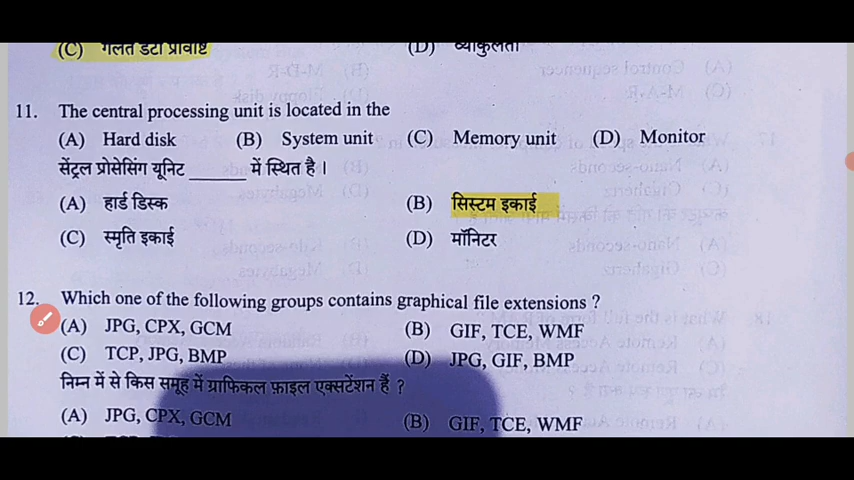 (C) गलत डेटा प्रविष्टि (D) व्याकुलता
11. The central processing unit is located in the
(A) Hard disk (B) System unit (C) Memory unit (D) Monitor
सेंट्रल प्रोसेसिंग यूनिट ______ में स्थित है ।
(A) हार्ड डिस्क (B) सिस्टम इकाई
(C) स्मृति इकाई (D) मॉनिटर
12. Which one of the following groups contains graphical file extensions ?
(A) JPG, CPX, GCM (B) GIF, TCE, WMF
(C) TCP, JPG, BMP (D) JPG, GIF, BMP
निम्न में से किस समूह में ग्राफिकल फ़ाइल एक्सटेंशन हैं ?
(A) JPG, CPX, GCM (B) GIF, TCE, WMF